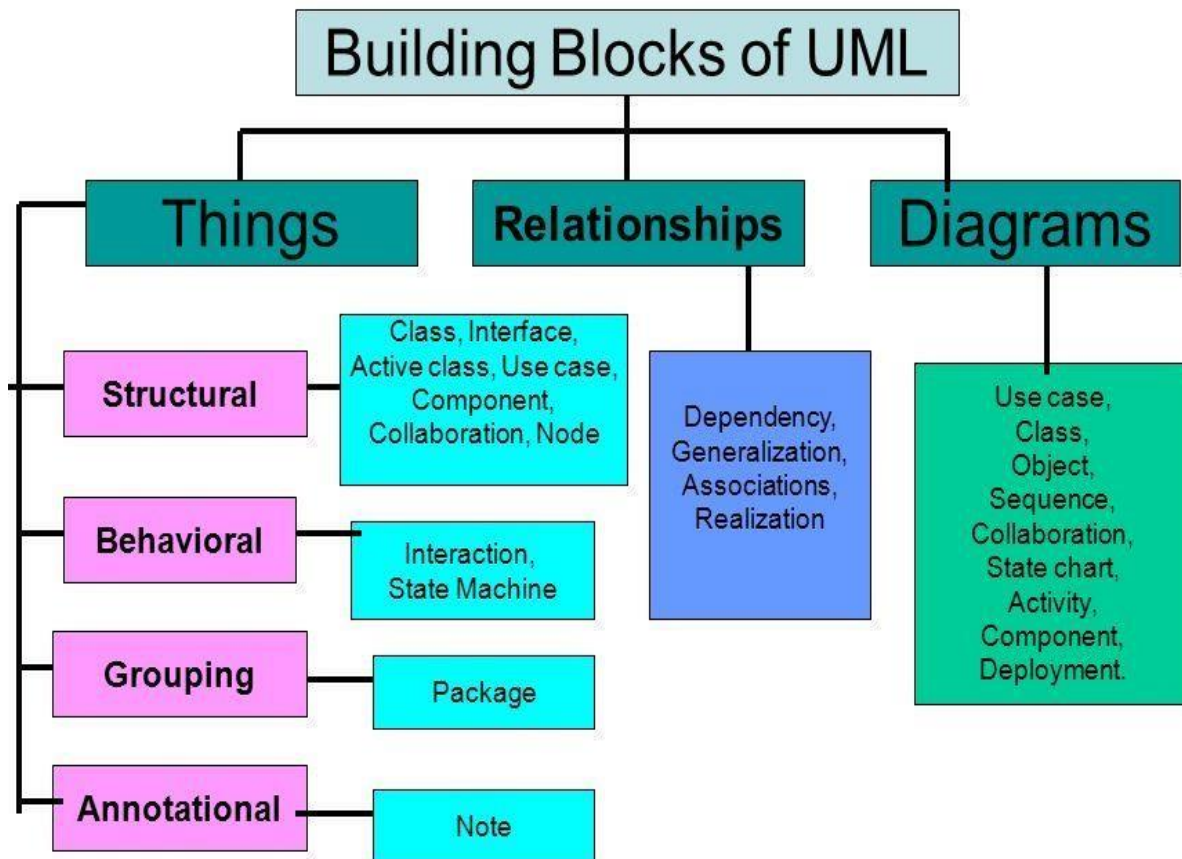 Building Blocks of UML
Things
Relationships
Diagrams
Structural
Class, Interface,
Active class, Use case,
Component,
Collaboration, Node
Behavioral
Interaction,
State Machine
Grouping
Package
Annotational
Note
Dependency,
Generalization,
Associations,
Realization
Use case,
Class,
Object,
Sequence,
Collaboration,
State chart,
Activity,
Component,
Deployment.